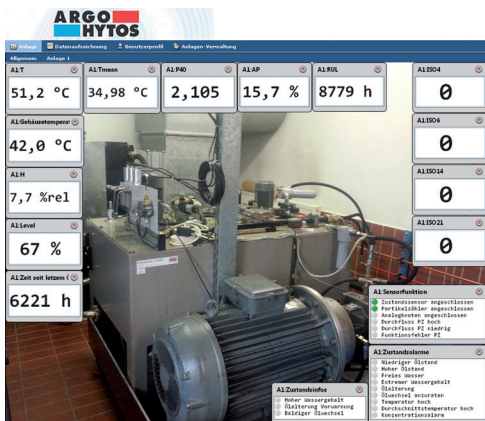 ARGO
HYTOS
Anlage Datenaufzeichnung Benutzerprofil Anlagen-Verwaltung
Allgemein Anlage 1
A1:T
51,2 °C
A1:Tmean
34,98 °C
A1:P40
2,105
A1:AP
15,7 %
A1:RUL
8779 h
A1:ISO4
0
A1:Gehäusetemperat
42,0 °C
A1:ISO6
0
A1:H
7,7 %rel
A1:ISO14
0
A1:Level
67 %
A1:ISO21
0
A1:Zeit seit letzem
6221 h
A1:Sensorfunktion
Zustandssensor angeschlossen
Partikelzähler angeschlossen
Analogknoten angeschlossen
Durchfluss PZ hoch
Durchfluss PZ niedrig
Funktionsfehler PZ
A1:Zustandsalarme
Niedriger Ölstand
Hoher Ölstand
Freies Wasser
Extremer Wassergehalt
Ölalterung
Ölwechsel anzuraten
Temperatur hoch
Durchschnittstemperatur hoch
Konzentrationsalarm
A1:Zustandsinfos
Hoher Wassergehalt
Ölalterung Vorwarnung
Baldiger Ölwechsel